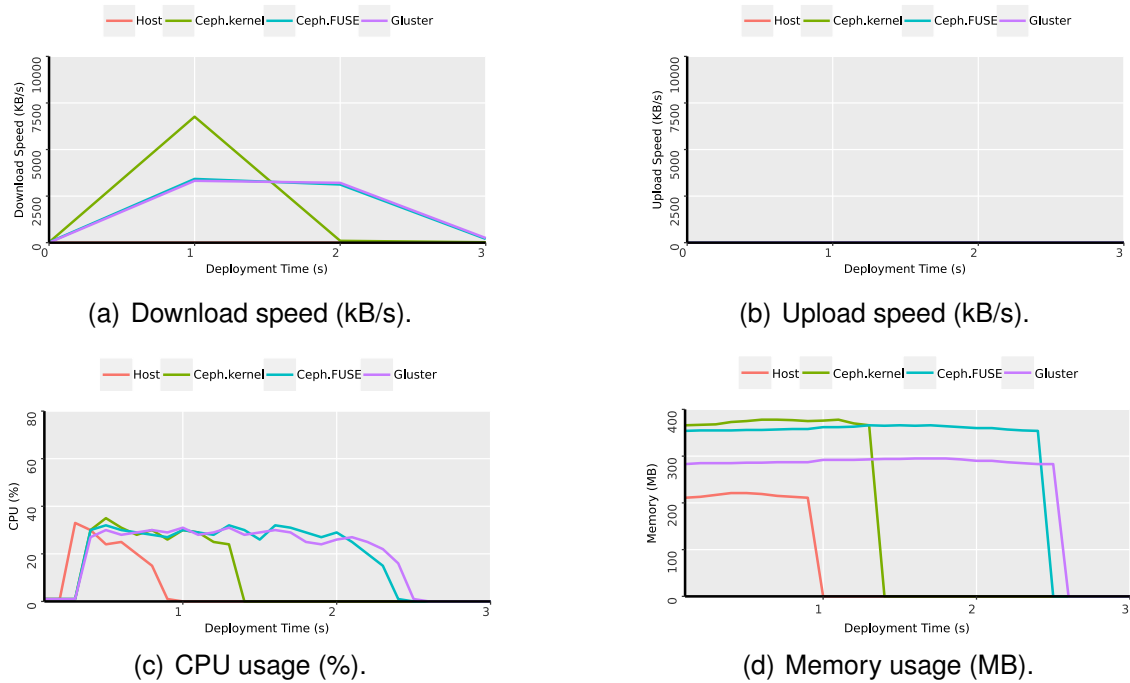 Host Ceph.kernel Ceph.FUSE Gluster
Download Speed (KB/s)
10000
7500
5000
2500
0
0 1 2 3
Deployment Time (s)
(a) Download speed (kB/s).
Host Ceph.kernel Ceph.FUSE Gluster
Upload Speed (KB/s)
10000
7500
5000
2500
0
0 1 2 3
Deployment Time (s)
(b) Upload speed (kB/s).
Host Ceph.kernel Ceph.FUSE Gluster
CPU (%)
80
60
40
20
0
1 2 3
Deployment Time (s)
(c) CPU usage (%).
Host Ceph.kernel Ceph.FUSE Gluster
Memory (MB)
400
300
200
100
0
1 2 3
Deployment Time (s)
(d) Memory usage (MB).